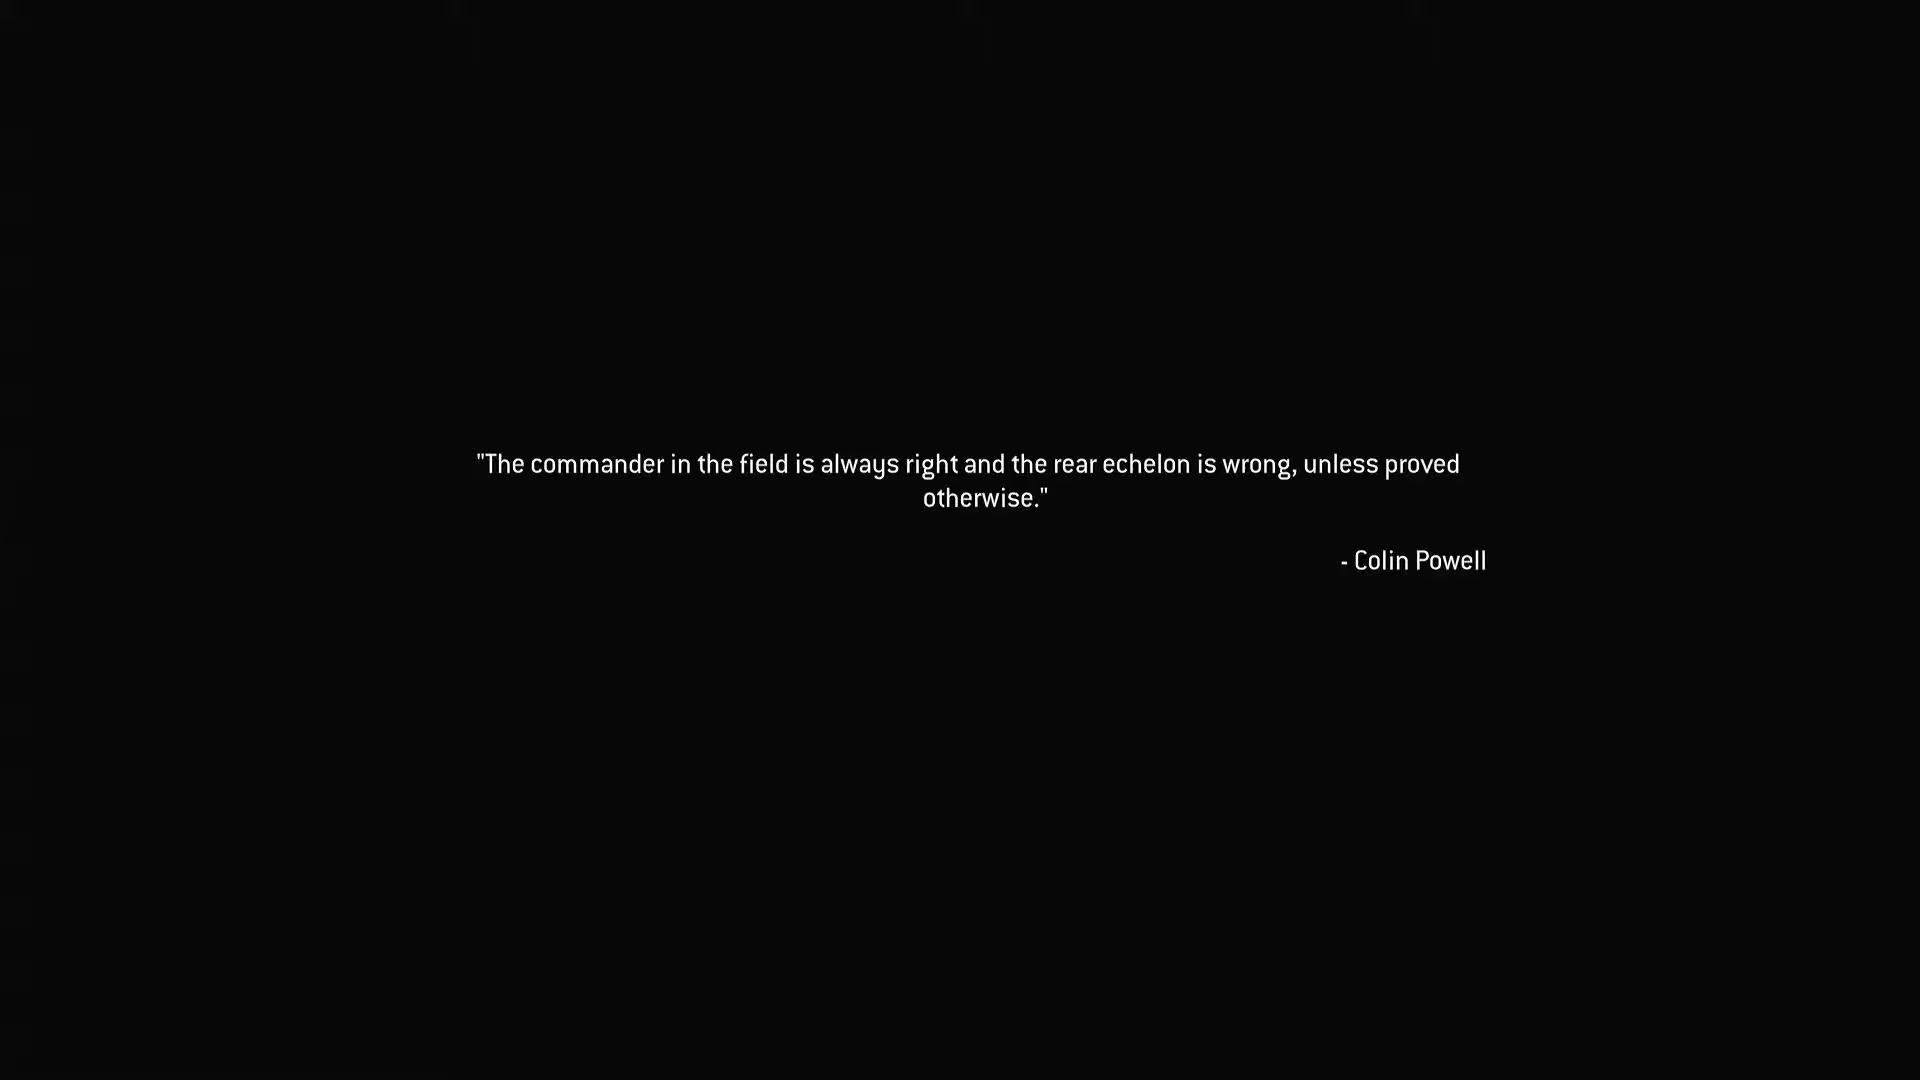 "The commander in the field is always right and the rear echelon is wrong, unless proved
otherwise."
- Colin Powell